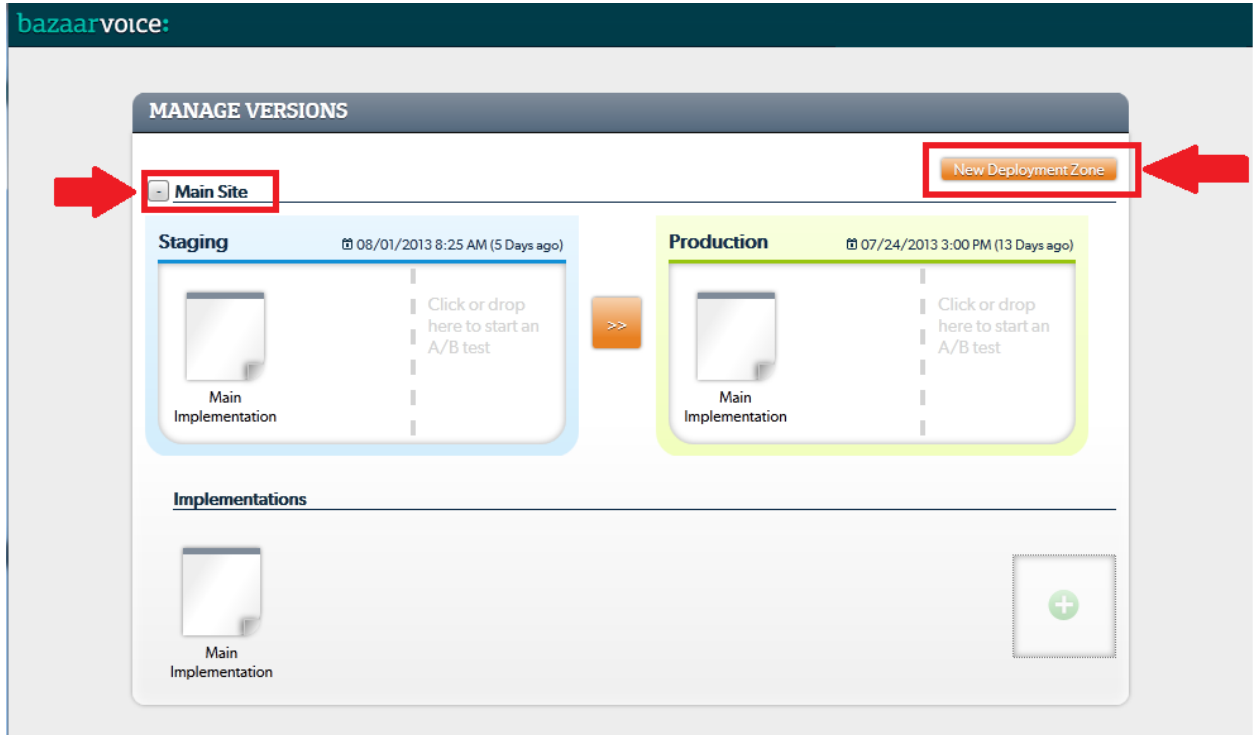 bazaarvoice:
MANAGE VERSIONS
New Deployment Zone
- Main Site
Staging
08/01/2013 8:25 AM (5 Days ago)
Click or drop
here to start an
A/B test
Main
Implementation
>>
Production
07/24/2013 3:00 PM (13 Days ago)
Click or drop
here to start an
A/B test
Main
Implementation
Implementations
Main
Implementation